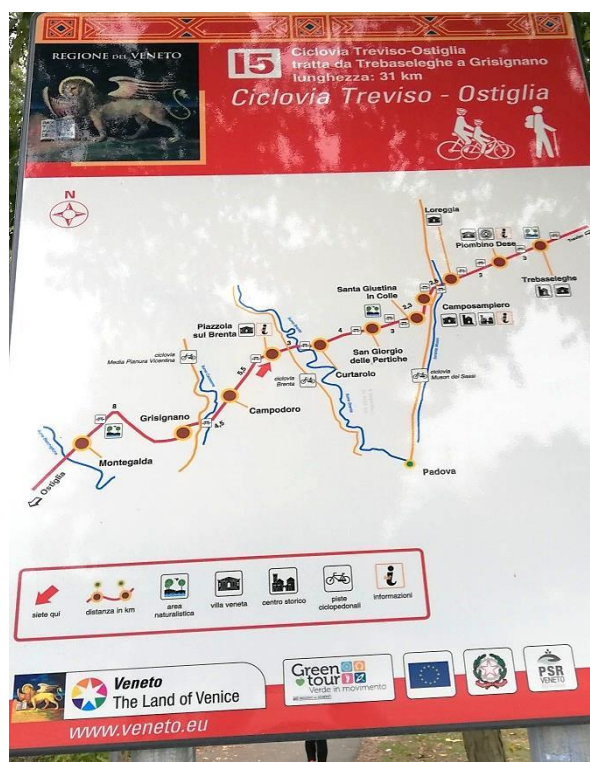 REGIONE DEL VENETO
I5
Ciclovia Treviso-Ostiglia
tratta da Trebaseleghe a Grisignano
lunghezza: 31 km
Ciclovia Treviso - Ostiglia
N
Loreggia
Piombino Dese
Trebaseleghe
3
3
2,3
Santa Giustina
in Colle
Camposampiero
Piazzola
sul Brenta
3
4
3
San Giorgio
delle Pertiche
ciclovia
Media Pianura Vicentina
5,5
ciclovia
Brenta
Curtarolo
ciclovia
Muson dei Sassi
8
Grisignano
4,5
Campodoro
Montegalda
Padova
Ostiglia
siete qui
distanza in km
area
naturalistica
villa veneta
centro storico
piste
ciclopedonali
informazioni
Veneto
The Land of Venice
Green
tour
Verde in movimento
PSR
VENETO
www.veneto.eu